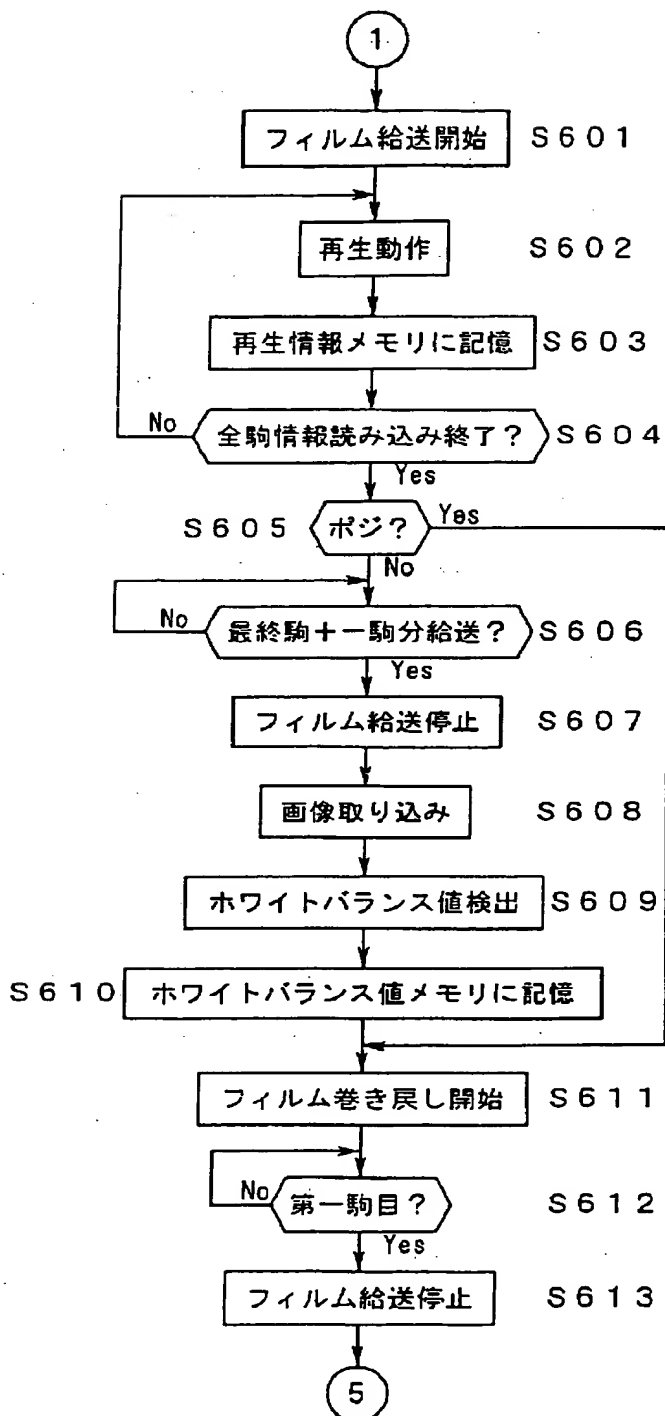 1
フィルム給送開始 S601
再生動作 S602
再生情報メモリに記憶 S603
No 全駒情報読み込み終了? S604
Yes
S605 ポジ? Yes
No
No 最終駒+一駒分給送? S606
Yes
フィルム給送停止 S607
画像取り込み S608
ホワイトバランス値検出 S609
S610 ホワイトバランス値メモリに記憶
フィルム巻き戻し開始 S611
No 第一駒目? S612
Yes
フィルム給送停止 S613
5